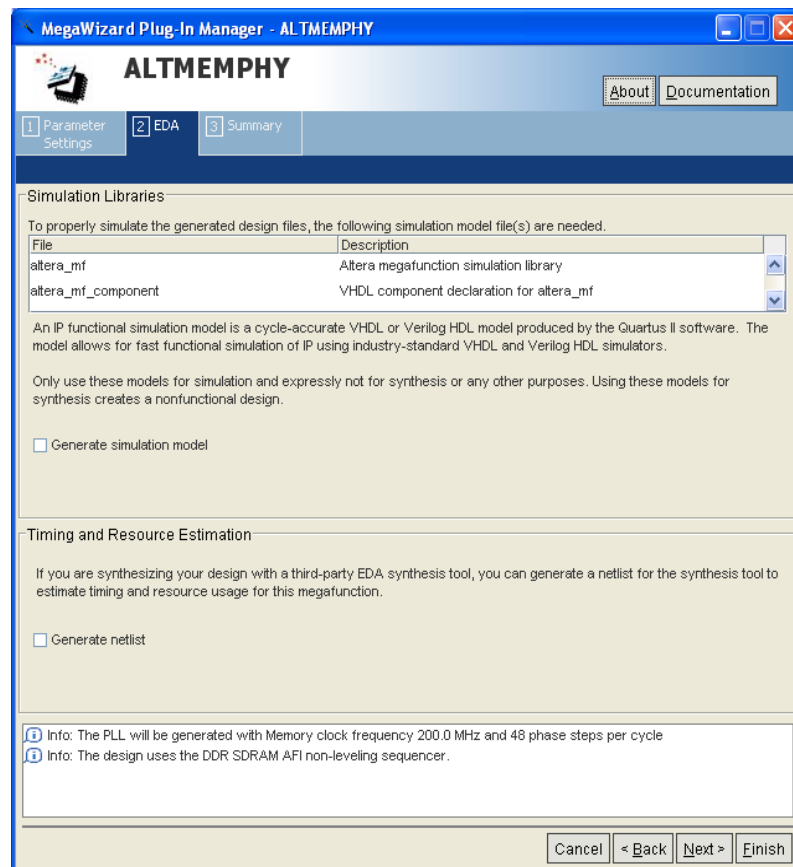 MegaWizard Plug-In Manager - ALTMEMPHY
ALTMEMPHY
About Documentation
1 Parameter Settings 2 EDA 3 Summary
Simulation Libraries
To properly simulate the generated design files, the following simulation model file(s) are needed.
File Description
altera_mf Altera megafunction simulation library
altera_mf_component VHDL component declaration for altera_mf
An IP functional simulation model is a cycle-accurate VHDL or Verilog HDL model produced by the Quartus II software. The
model allows for fast functional simulation of IP using industry-standard VHDL and Verilog HDL simulators.
Only use these models for simulation and expressly not for synthesis or any other purposes. Using these models for
synthesis creates a nonfunctional design.
Generate simulation model
Timing and Resource Estimation
If you are synthesizing your design with a third-party EDA synthesis tool, you can generate a netlist for the synthesis tool to
estimate timing and resource usage for this megafunction.
Generate netlist
Info: The PLL will be generated with Memory clock frequency 200.0 MHz and 48 phase steps per cycle
Info: The design uses the DDR SDRAM AFI non-leveling sequencer.
Cancel < Back Next > Finish